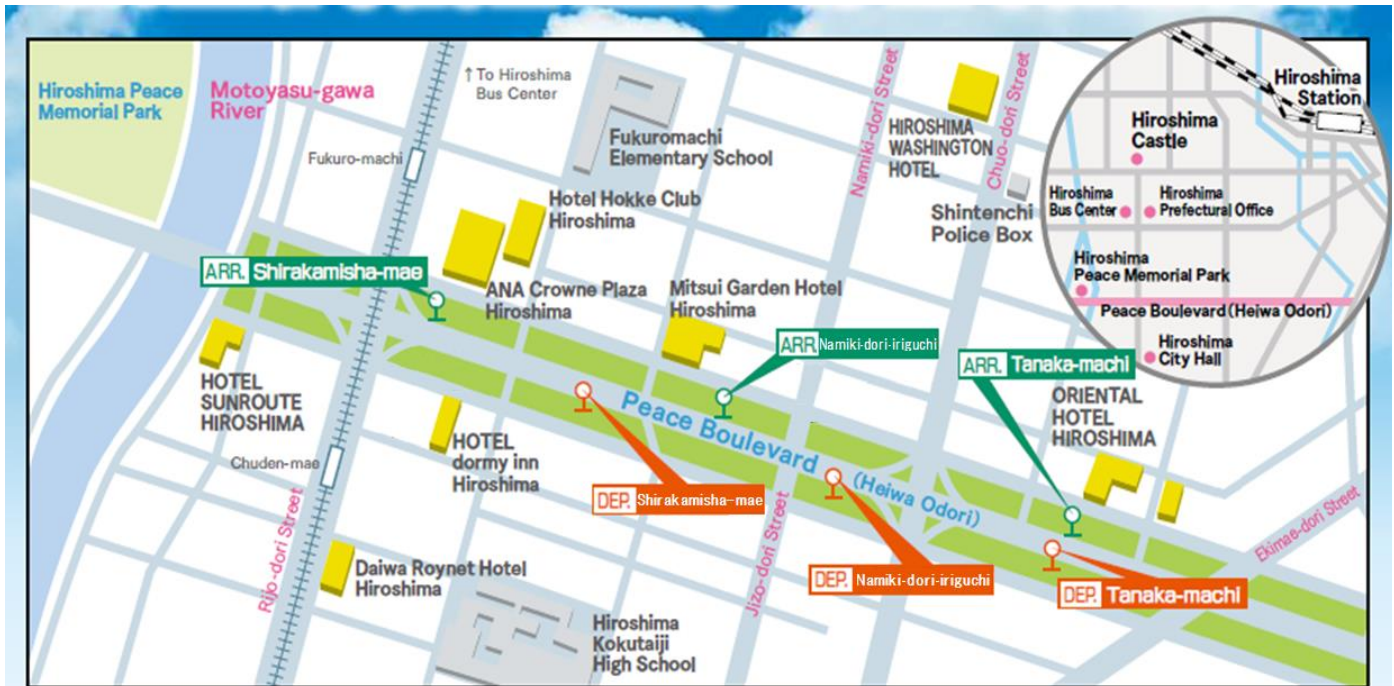 Hiroshima Peace
Memorial Park
Motoyasu-gawa
River
↑ To Hiroshima
Bus Center
Fukuro-machi
Fukuromachi
Elementary School
Namiki-dori Street
HIROSHIMA
WASHINGTON
HOTEL
Chuo-dori Street
Shintenchi
Police Box
Hiroshima
Station
Hiroshima
Castle
Hiroshima
Bus Center
Hiroshima
Prefectural Office
Hiroshima
Peace Memorial Park
Peace Boulevard (Heiwa Odori)
Hiroshima
City Hall
Hotel Hokke Club
Hiroshima
ARR. Shirakamisha-mae
ANA Crowne Plaza
Hiroshima
Mitsui Garden Hotel
Hiroshima
ARR Namiki-dori-iriguchi
ARR. Tanaka-machi
ORIENTAL
HOTEL
HIROSHIMA
HOTEL
SUNROUTE
HIROSHIMA
Chuden-mae
HOTEL
dormy inn
Hiroshima
Peace Boulevard
(Heiwa Odori)
DEP. Shirakamisha-mae
DEP. Namiki-dori-iriguchi
DEP. Tanaka-machi
Ekimae-dori Street
Rijo-dori Street
Jizo-dori Street
Daiwa Roynet Hotel
Hiroshima
Hiroshima
Kokutaiji
High School